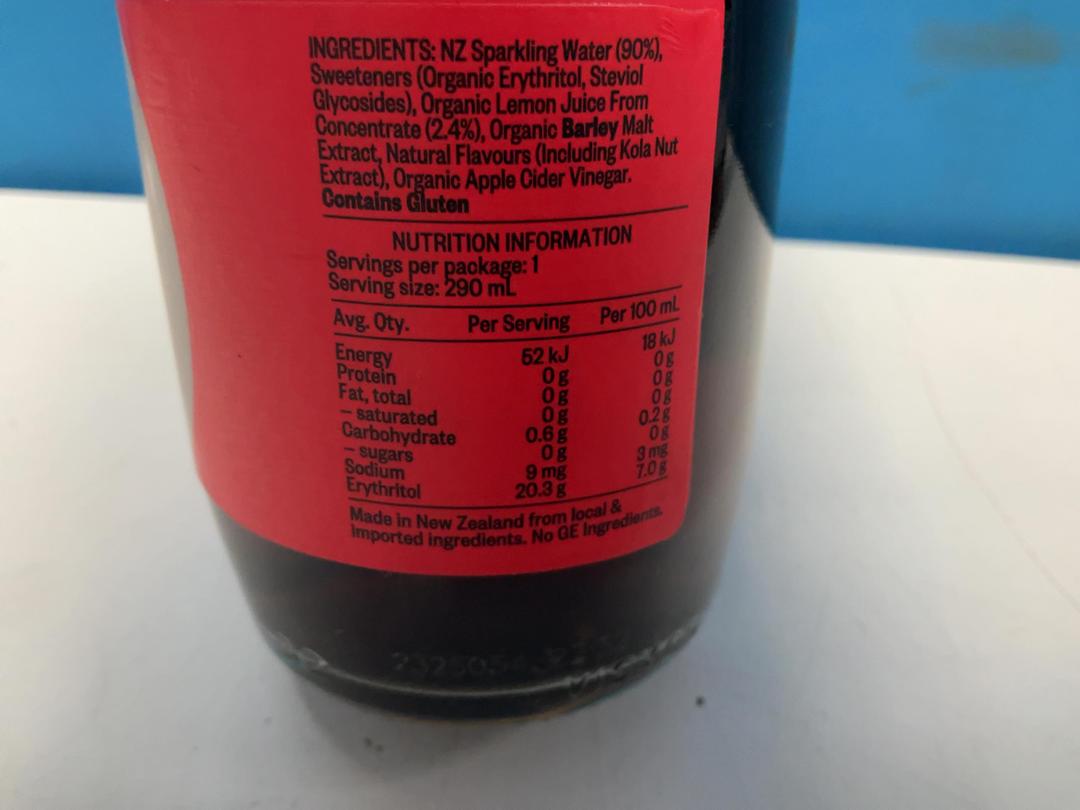 INGREDIENTS: NZ Sparkling Water (90%),
Sweeteners (Organic Erythritol, Steviol
Glycosides), Organic Lemon Juice From
Concentrate (2.4%), Organic Barley Malt
Extract, Natural Flavours (Including Kola Nut
Extract), Organic Apple Cider Vinegar.
Contains Gluten
NUTRITION INFORMATION
Servings per package: 1
Serving size: 290 mL
Avg. Qty. Per Serving Per 100 mL
Energy 52 kJ 18 kJ
Protein 0 g 0 g
Fat, total 0 g 0 g
– saturated 0 g 0 g
Carbohydrate 0.6 g 0.2 g
– sugars 0 g 0 g
Sodium 9 mg 3 mg
Erythritol 20.3 g 7.0 g
Made in New Zealand from local &
imported ingredients. No GE Ingredients.